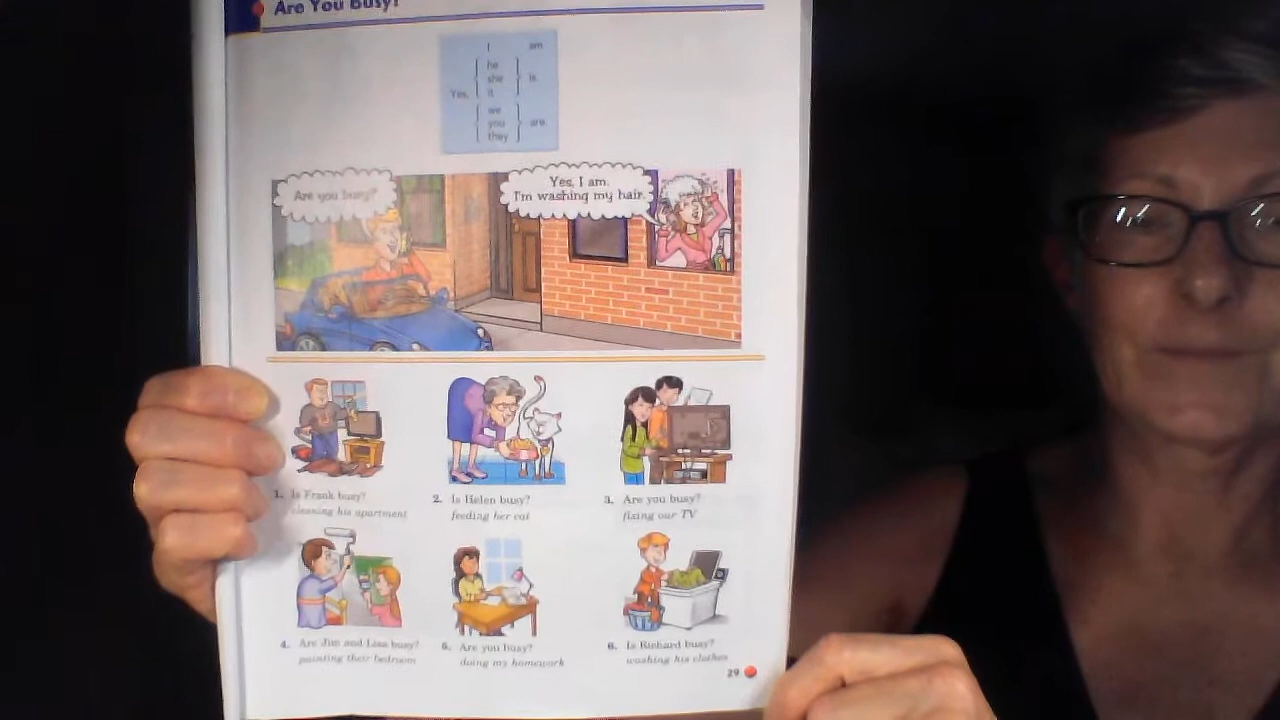 Are You Busy?
I am.
he
she is.
Yes, it
we
you are.
they
Are you busy?
Yes, I am.
I'm washing my hair.
1. Is Frank busy?
cleaning his apartment
2. Is Helen busy?
feeding her cat
3. Are you busy?
fixing our TV
4. Are Jim and Lisa busy?
painting their bedroom
5. Are you busy?
doing my homework
6. Is Richard busy?
washing his clothes
29